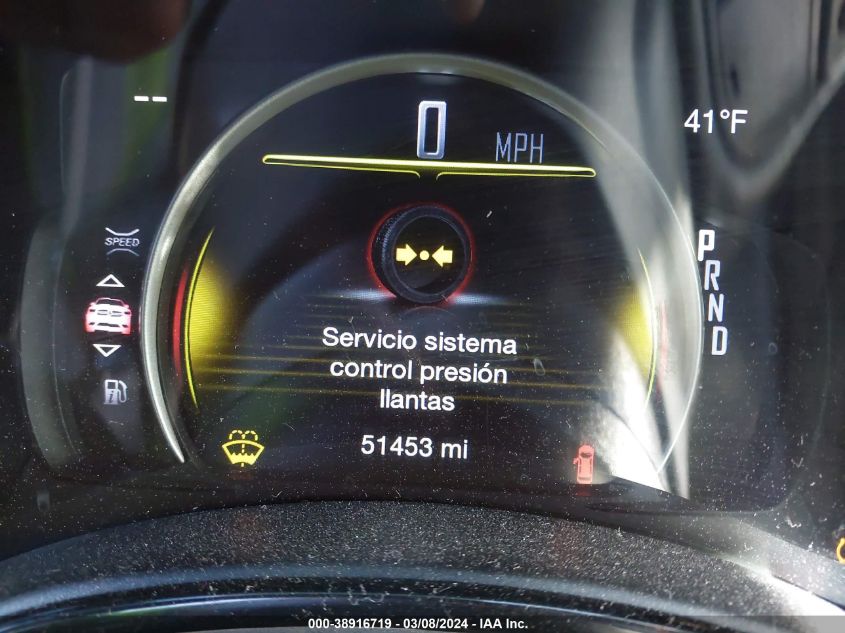 0 MPH
41°F
SPEED
P
R
N
D
Servicio sistema
control presión
llantas
51453 mi
000-38916719 - 03/08/2024 - IAA Inc.